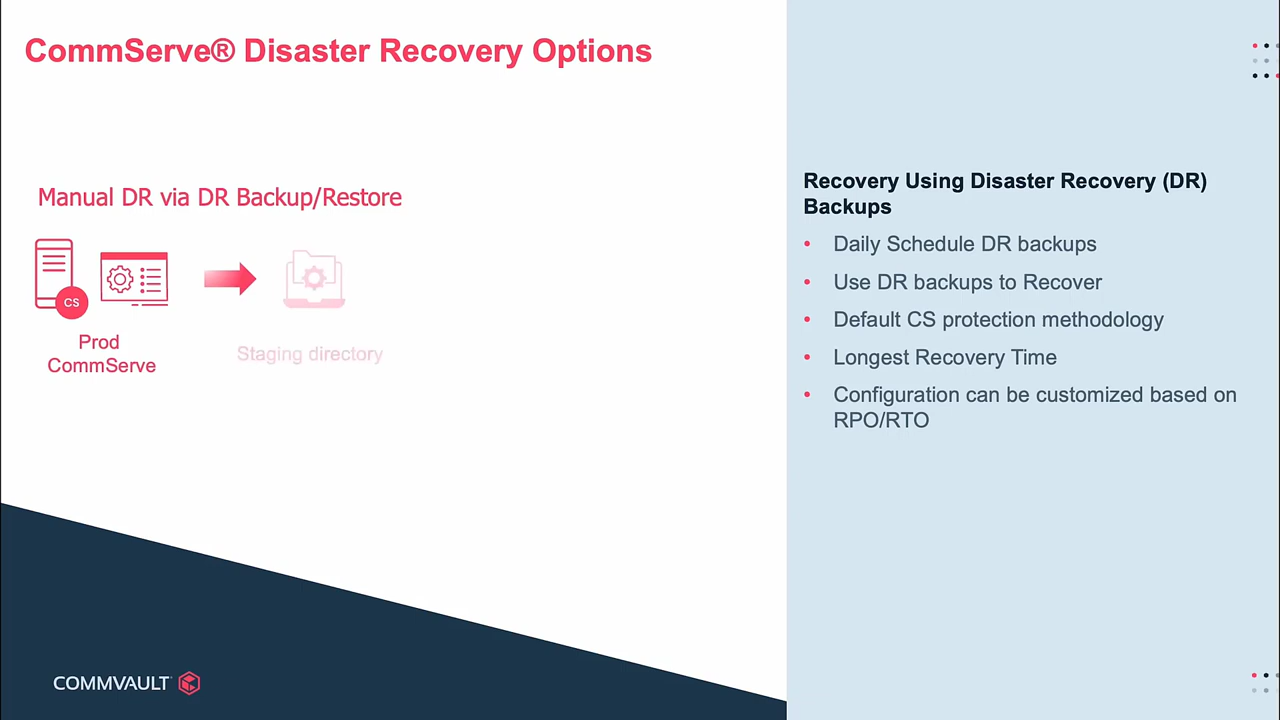 CommServe® Disaster Recovery Options
Manual DR via DR Backup/Restore
CS
Prod
CommServe
Staging directory
Recovery Using Disaster Recovery (DR)
Backups
• Daily Schedule DR backups
• Use DR backups to Recover
• Default CS protection methodology
• Longest Recovery Time
• Configuration can be customized based on
RPO/RTO
COMMVAULT